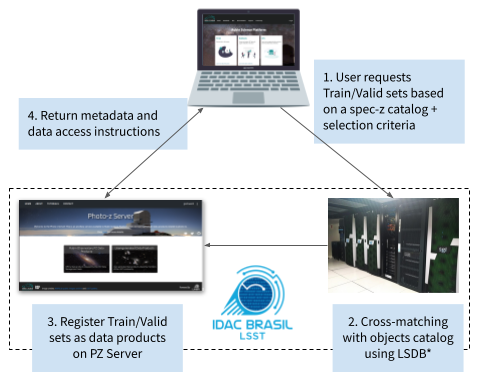 1. User requests
Train/Valid sets based
on a spec-z catalog +
selection criteria
4. Return metadata and
data access instructions
Photo-z Server
IDAC BRASIL
LSST
3. Register Train/Valid
sets as data products
on PZ Server
2. Cross-matching
with objects catalog
using LSDB*